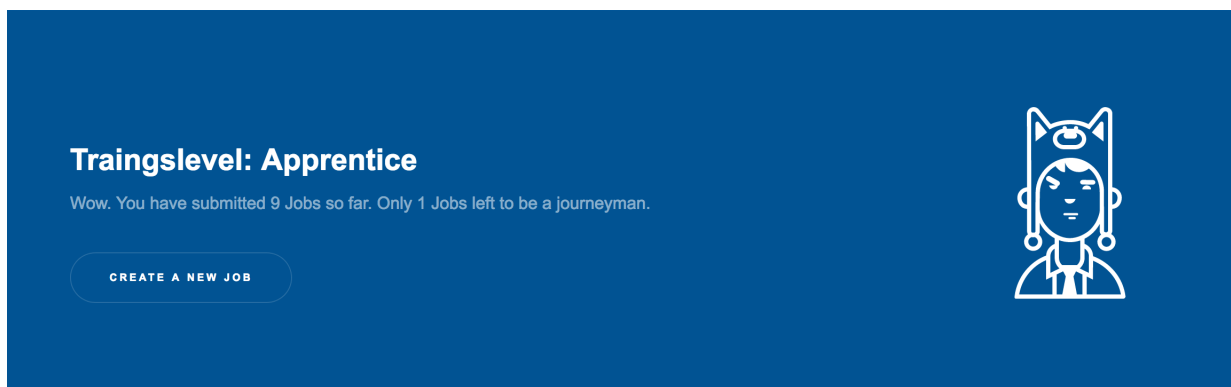 Traingslevel: Apprentice
Wow. You have submitted 9 Jobs so far. Only 1 Jobs left to be a journeyman.
CREATE A NEW JOB